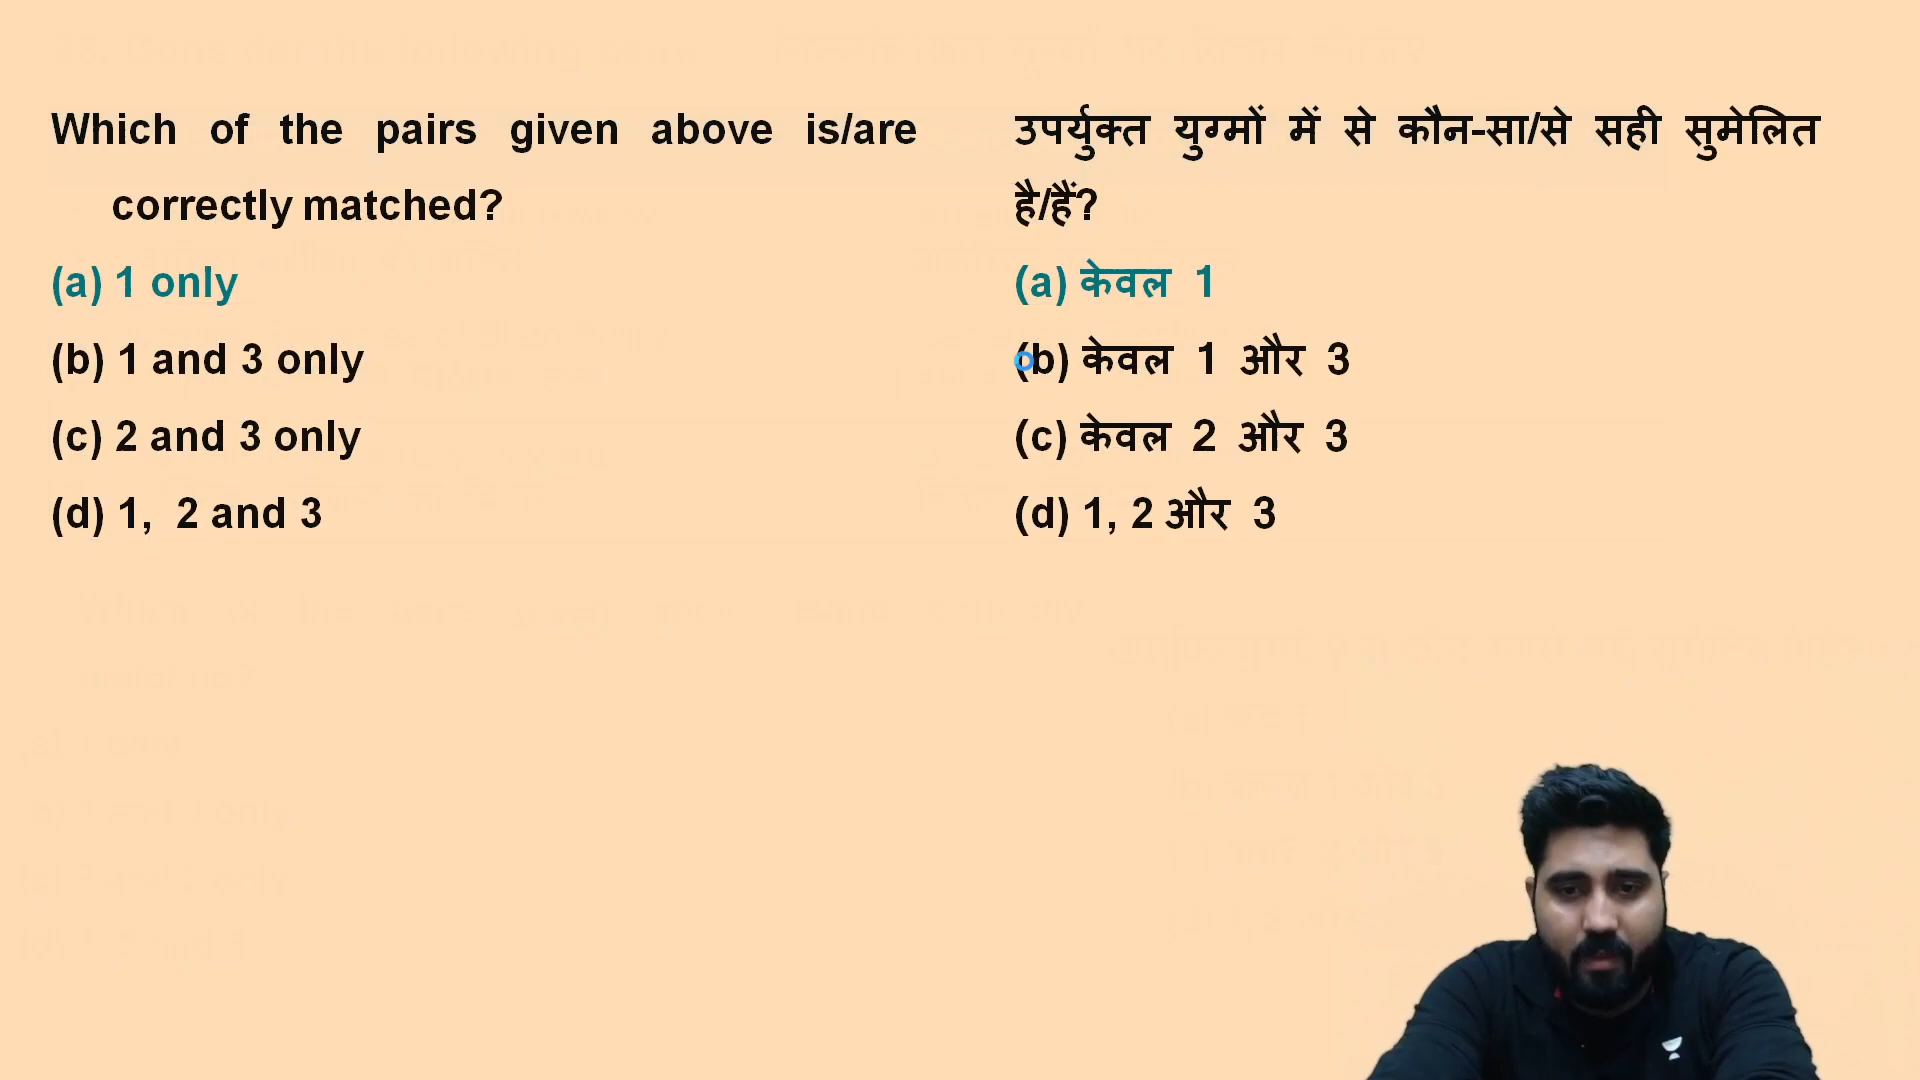 Which of the pairs given above is/are
correctly matched?
(a) 1 only
(b) 1 and 3 only
(c) 2 and 3 only
(d) 1, 2 and 3
उपर्युक्त युग्मों में से कौन-सा/से सही सुमेलित
है/हैं?
(a) केवल 1
(b) केवल 1 और 3
(c) केवल 2 और 3
(d) 1, 2 और 3